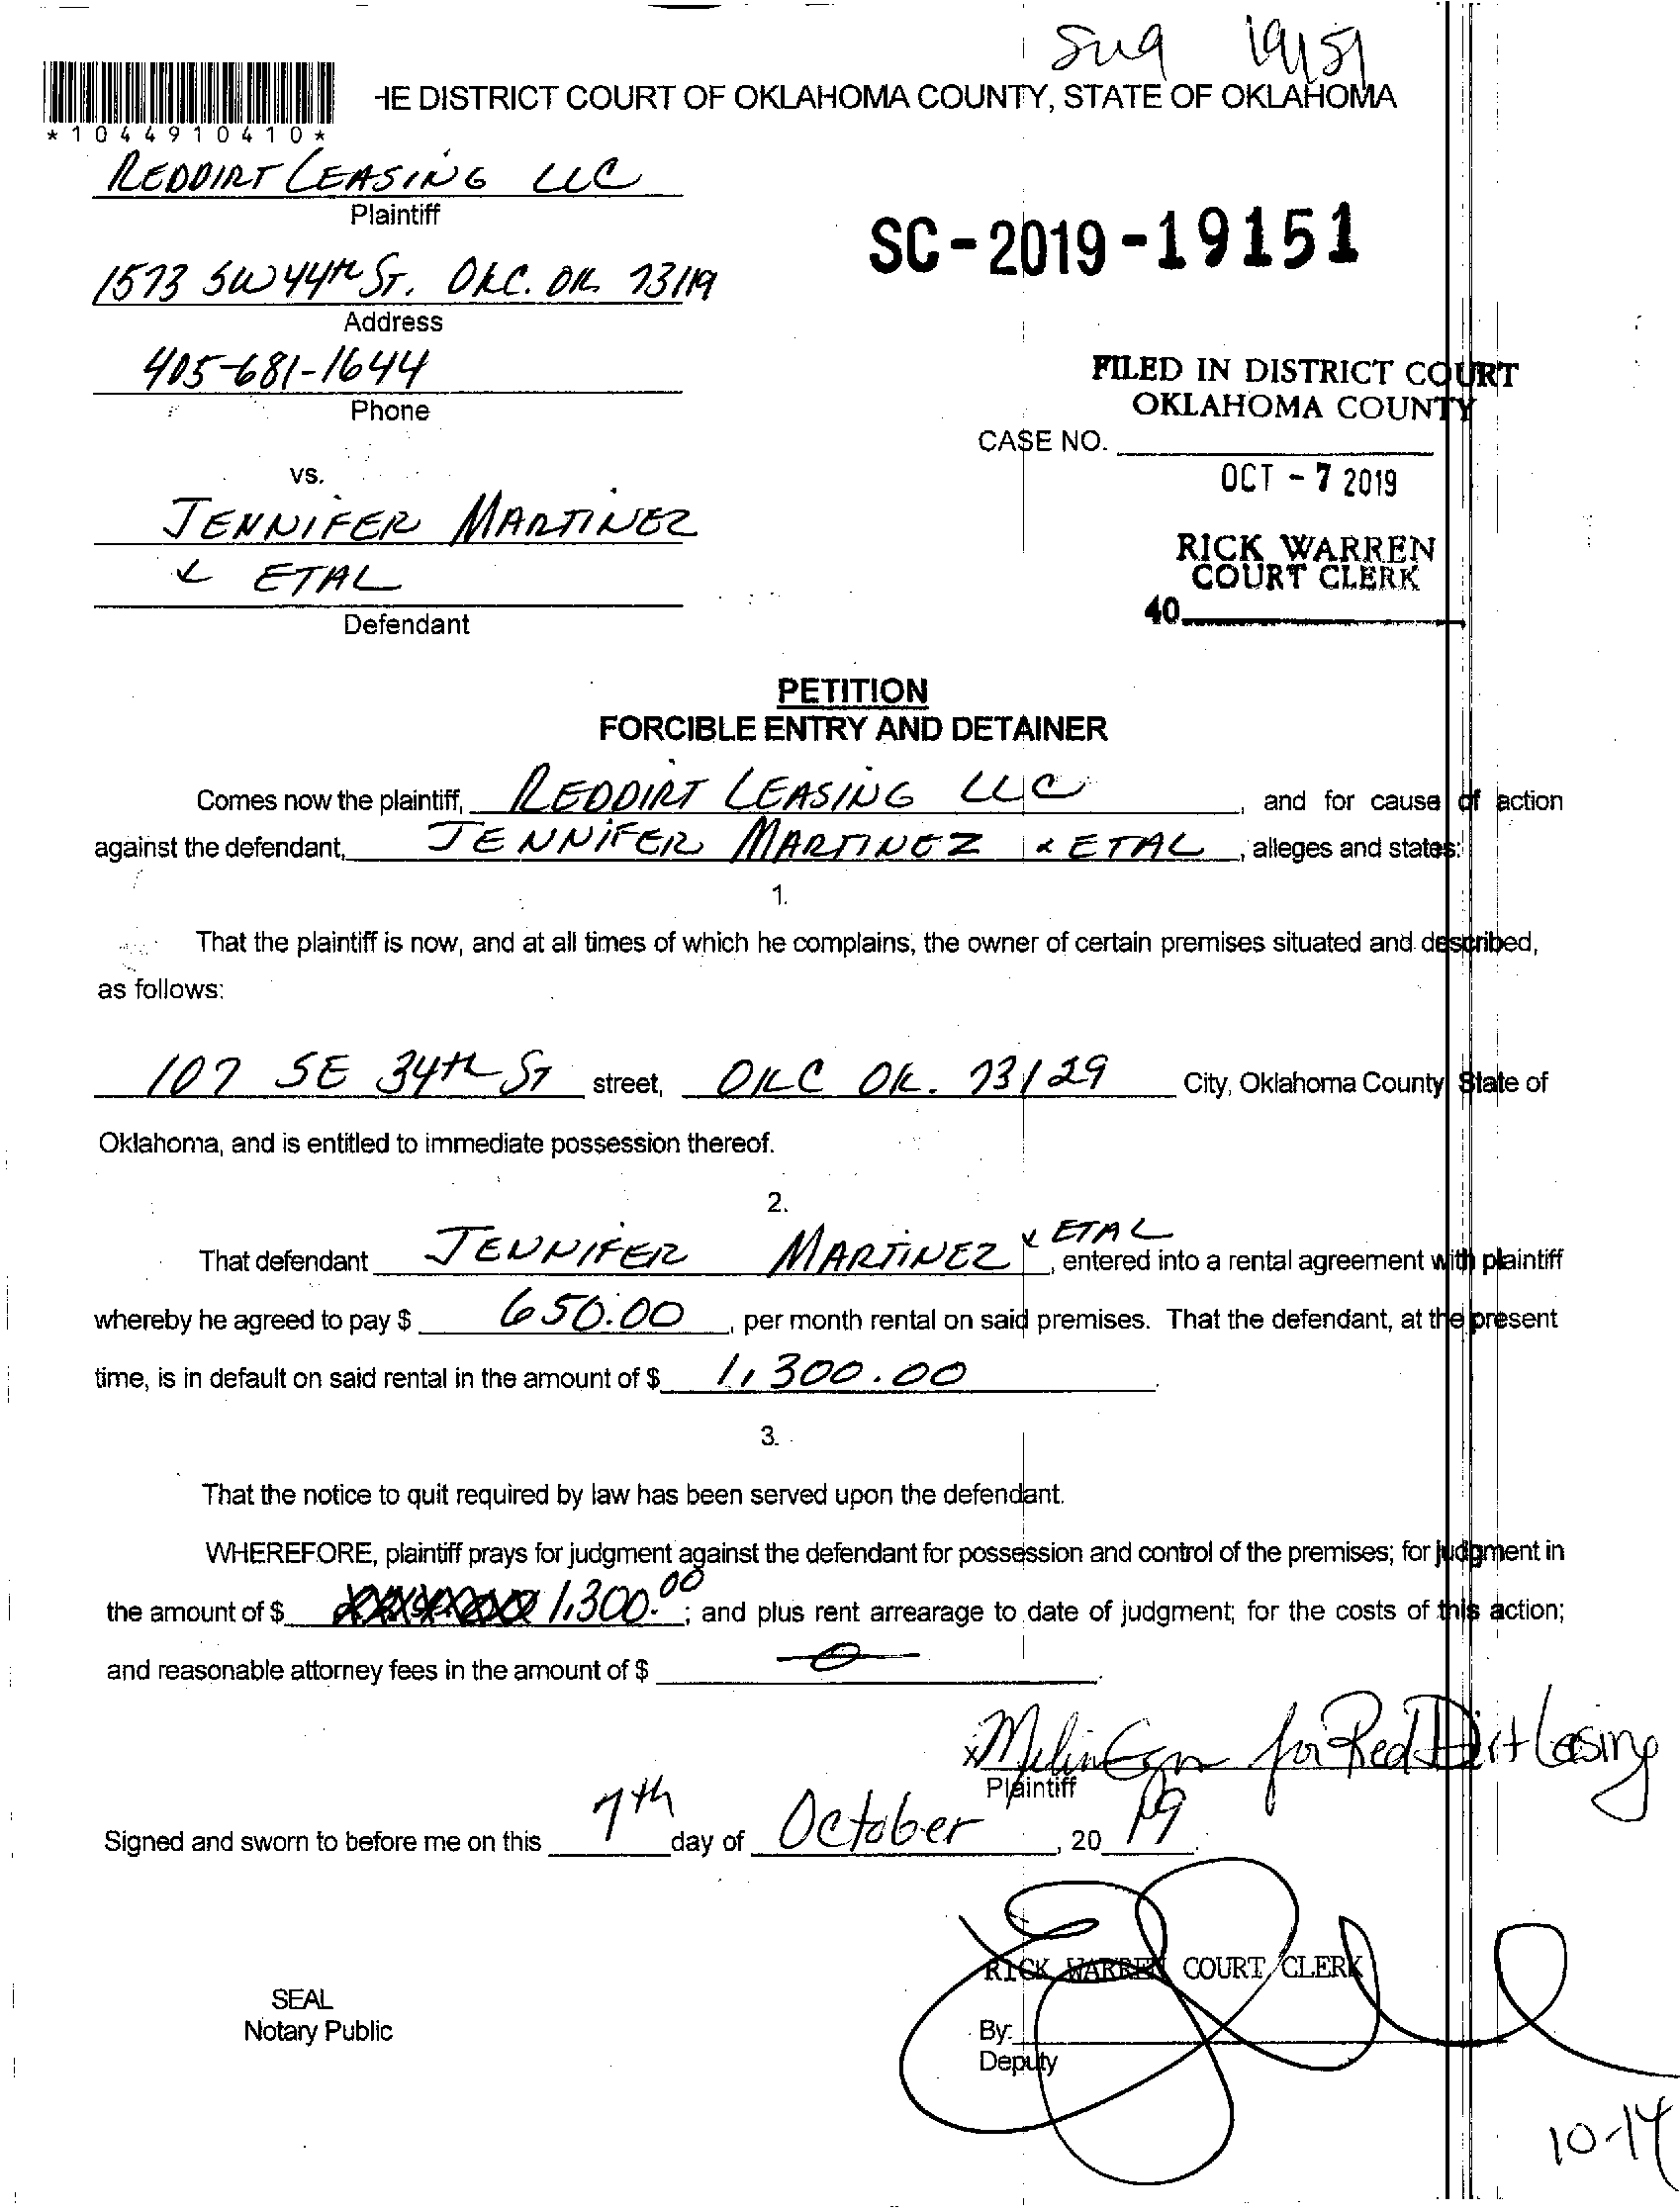 19151
HE DISTRICT COURT OF OKLAHOMA COUNTY, STATE OF OKLAHOMA
*1044910410*
REDDIRT LEASING LLC
Plaintiff
SC-2019-19151
1573 SW 44th ST. OKC. OK 73119
Address
405-681-1644
Phone
FILED IN DISTRICT COURT
OKLAHOMA COUNTY
CASE NO.
vs.
OCT - 7 2019
JENNIFER MARTINEZ
& ETAL
Defendant
RICK WARREN
COURT CLERK
40
PETITION
FORCIBLE ENTRY AND DETAINER
Comes now the plaintiff, REDDIRT LEASING LLC, and for cause of action
against the defendant, JENNIFER MARTINEZ & ETAL, alleges and states:
1.
That the plaintiff is now, and at all times of which he complains, the owner of certain premises situated and described,
as follows:
107 SE 34th ST street, OKC OK. 73129 City, Oklahoma County State of
Oklahoma, and is entitled to immediate possession thereof.
2.
That defendant JENNIFER MARTINEZ & ETAL, entered into a rental agreement with plaintiff
whereby he agreed to pay $ 650.00, per month rental on said premises. That the defendant, at the present
time, is in default on said rental in the amount of $ 1,300.00.
3.
That the notice to quit required by law has been served upon the defendant.
WHEREFORE, plaintiff prays for judgment against the defendant for possession and control of the premises; for judgment in
the amount of $ 1,300.00; and plus rent arrearage to date of judgment; for the costs of this action;
and reasonable attorney fees in the amount of $ 0.
for Red Dirt Leasing
Plaintiff
Signed and sworn to before me on this 7th day of October, 2019.
RICK WARREN COURT CLERK
SEAL
Notary Public
By:
Deputy
10-14